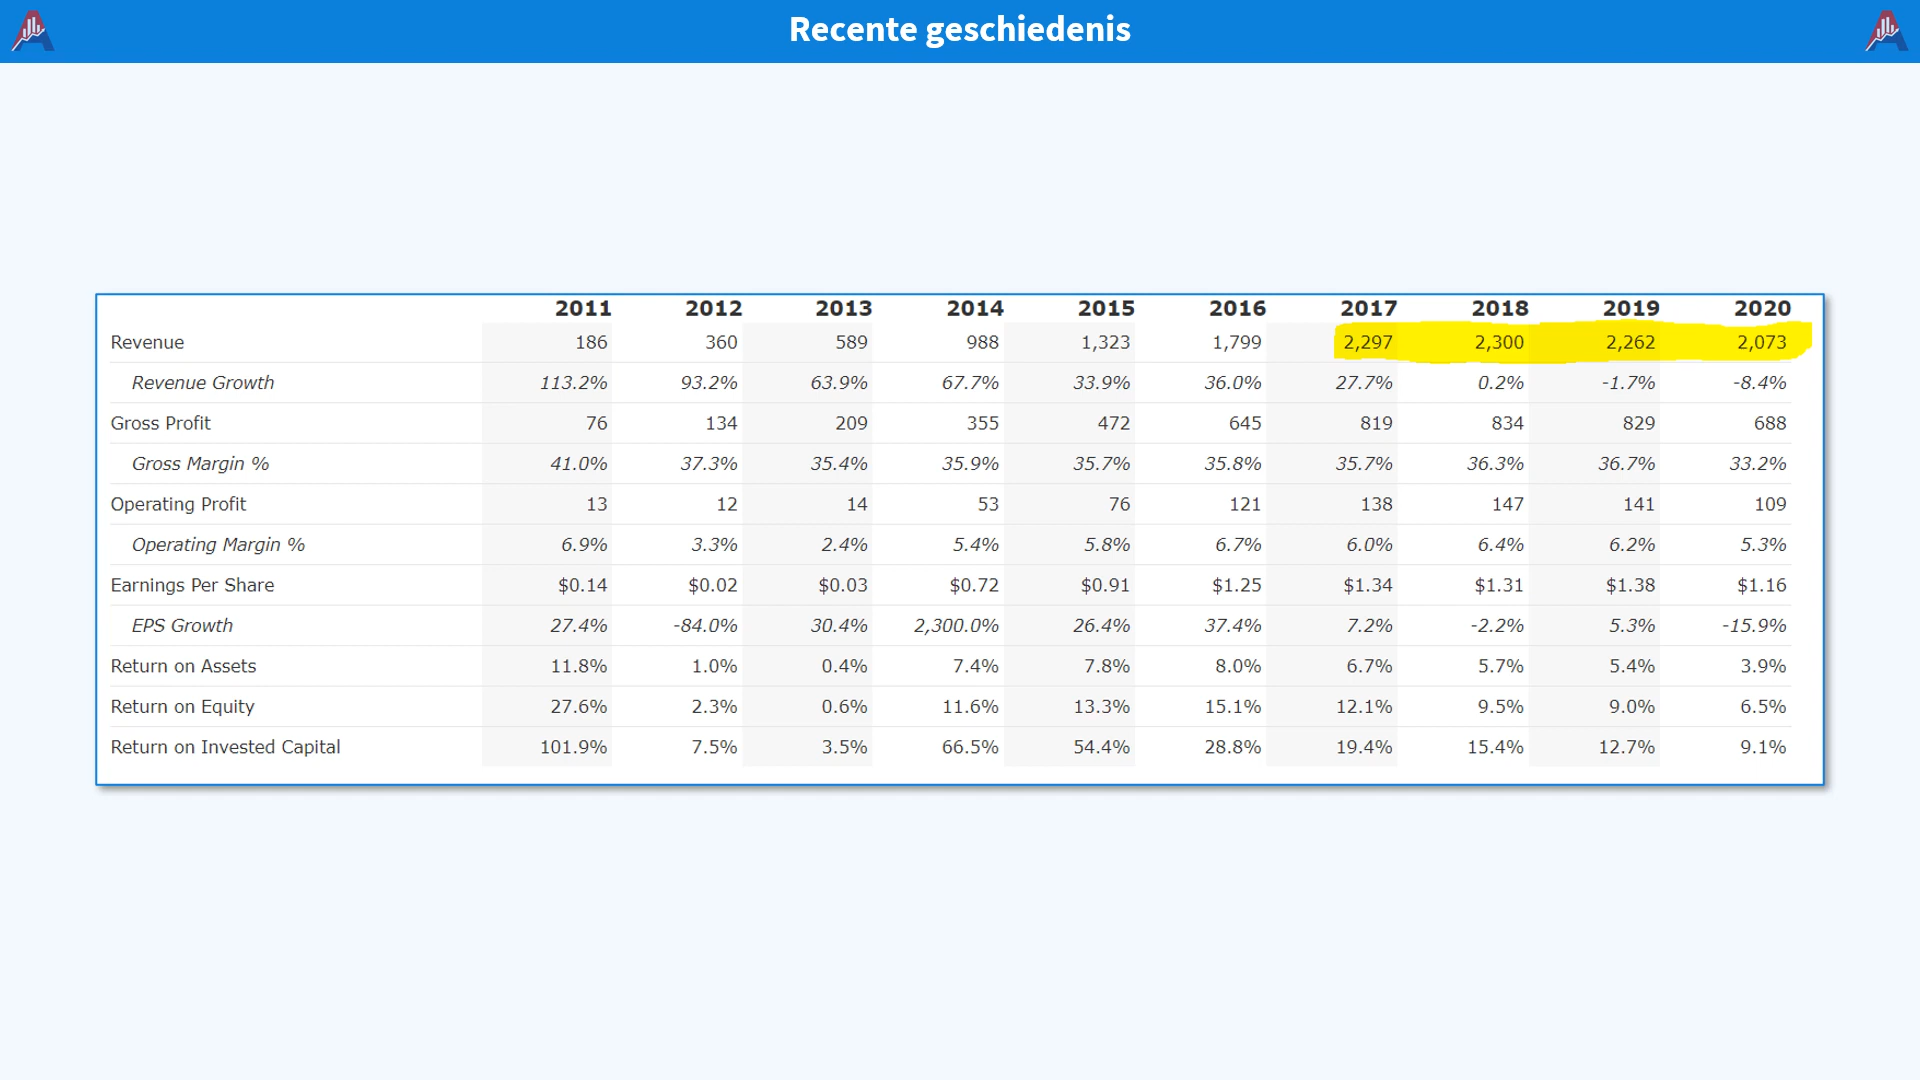 Recente geschiedenis
2011 2012 2013 2014 2015 2016 2017 2018 2019 2020
Revenue 186 360 589 988 1,323 1,799 2,297 2,300 2,262 2,073
Revenue Growth 113.2% 93.2% 63.9% 67.7% 33.9% 36.0% 27.7% 0.2% -1.7% -8.4%
Gross Profit 76 134 209 355 472 645 819 834 829 688
Gross Margin % 41.0% 37.3% 35.4% 35.9% 35.7% 35.8% 35.7% 36.3% 36.7% 33.2%
Operating Profit 13 12 14 53 76 121 138 147 141 109
Operating Margin % 6.9% 3.3% 2.4% 5.4% 5.8% 6.7% 6.0% 6.4% 6.2% 5.3%
Earnings Per Share $0.14 $0.02 $0.03 $0.72 $0.91 $1.25 $1.34 $1.31 $1.38 $1.16
EPS Growth 27.4% -84.0% 30.4% 2,300.0% 26.4% 37.4% 7.2% -2.2% 5.3% -15.9%
Return on Assets 11.8% 1.0% 0.4% 7.4% 7.8% 8.0% 6.7% 5.7% 5.4% 3.9%
Return on Equity 27.6% 2.3% 0.6% 11.6% 13.3% 15.1% 12.1% 9.5% 9.0% 6.5%
Return on Invested Capital 101.9% 7.5% 3.5% 66.5% 54.4% 28.8% 19.4% 15.4% 12.7% 9.1%